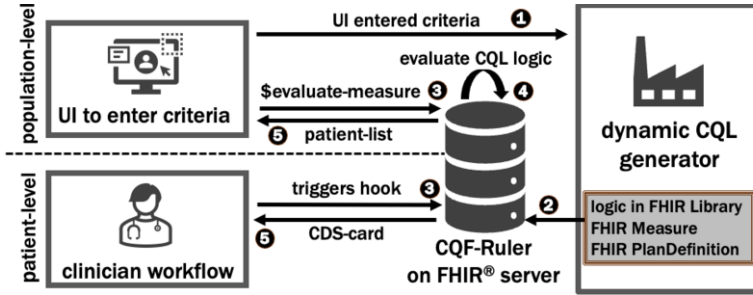 population-level
UI to enter criteria
UI entered criteria 1
evaluate CQL logic
4
$evaluate-measure 3
5 patient-list
dynamic CQL
generator
patient-level
clinician workflow
triggers hook 3
5 CDS-card
CQF-Ruler
on FHIR® server
2
logic in FHIR Library
FHIR Measure
FHIR PlanDefinition